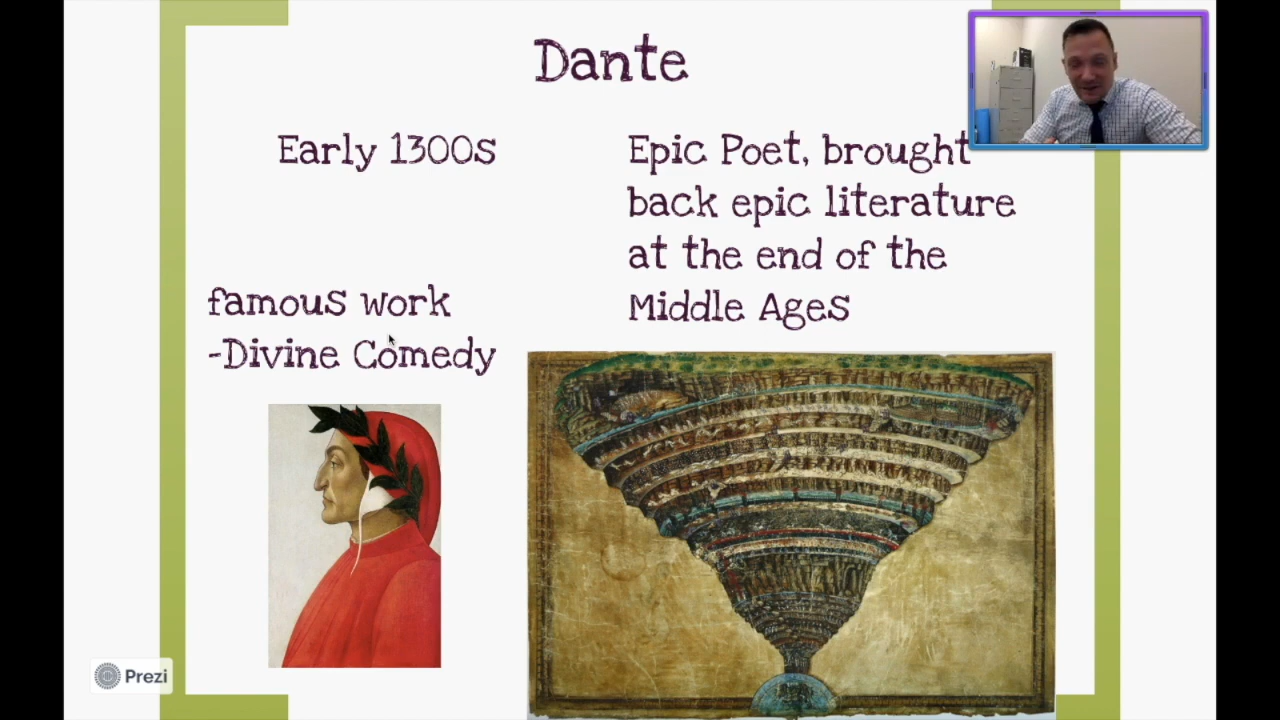 Dante
Early 1300s
famous work
-Divine Comedy
Epic Poet, brought
back epic literature
at the end of the
Middle Ages
Prezi